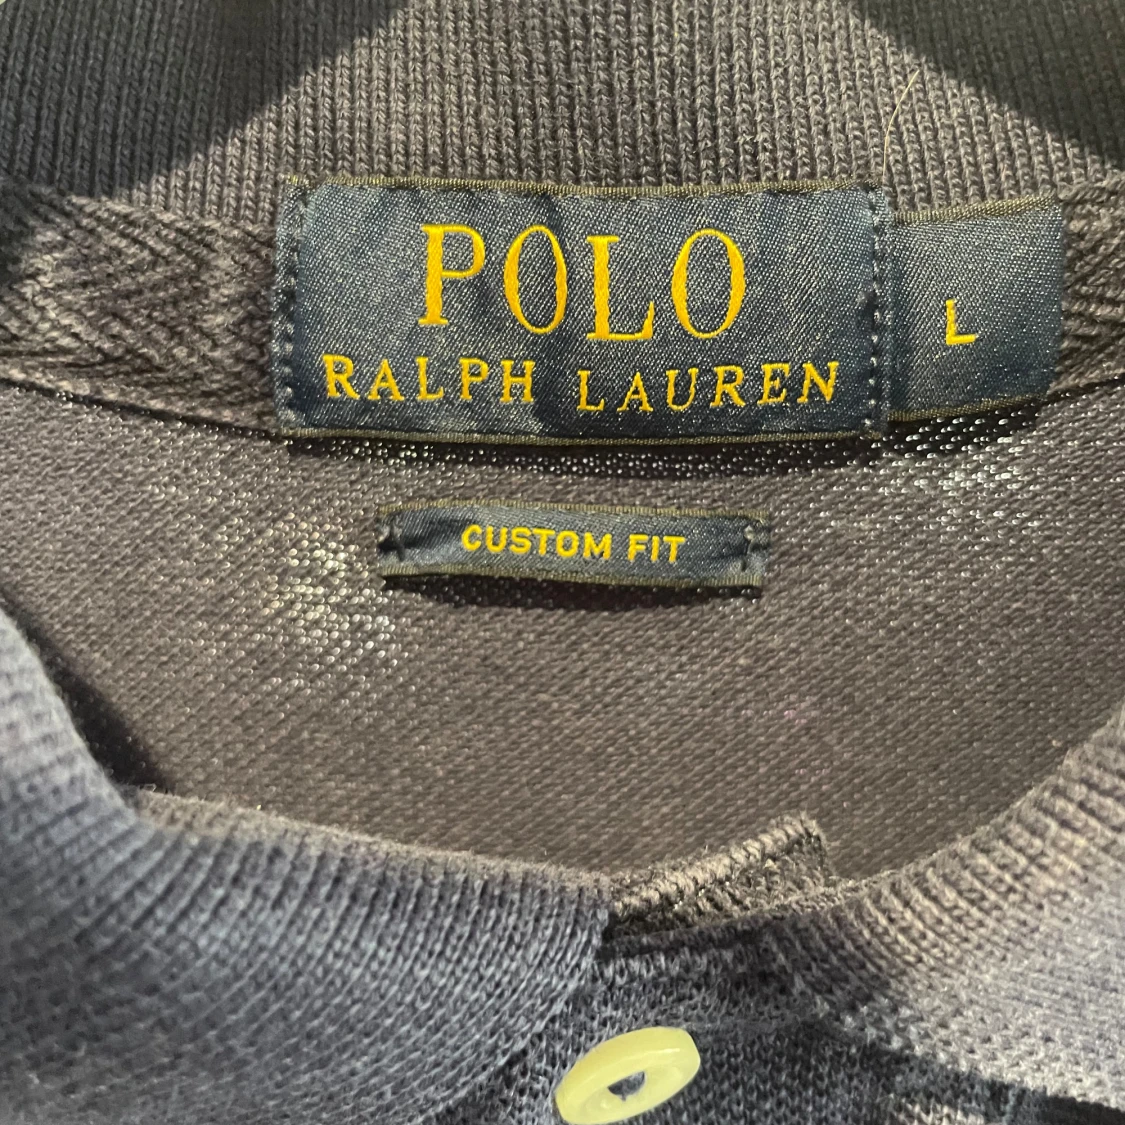 POLO
RALPH LAUREN
L
CUSTOM FIT